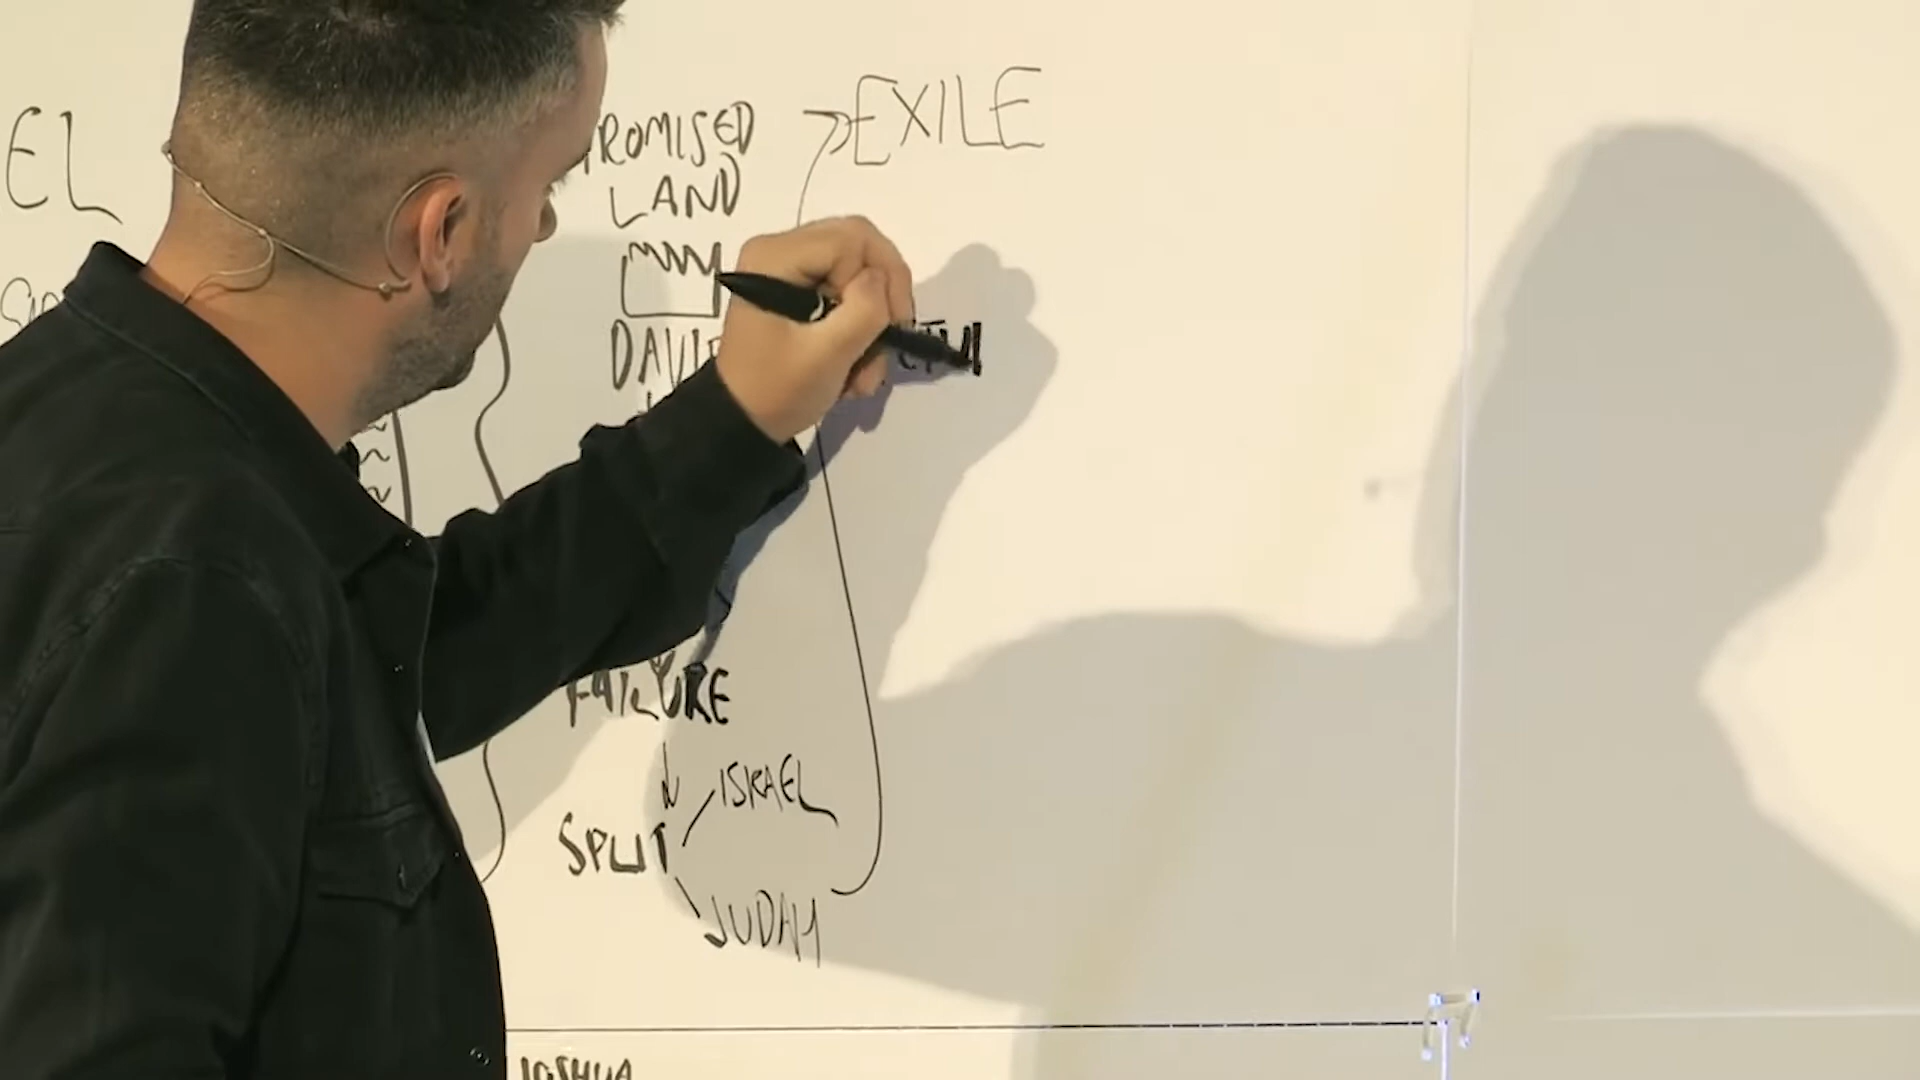 EL
PROMISED
LAND
DAVID
FAILURE
SPLIT
ISRAEL
JUDAH
EXILE
JOSHUA